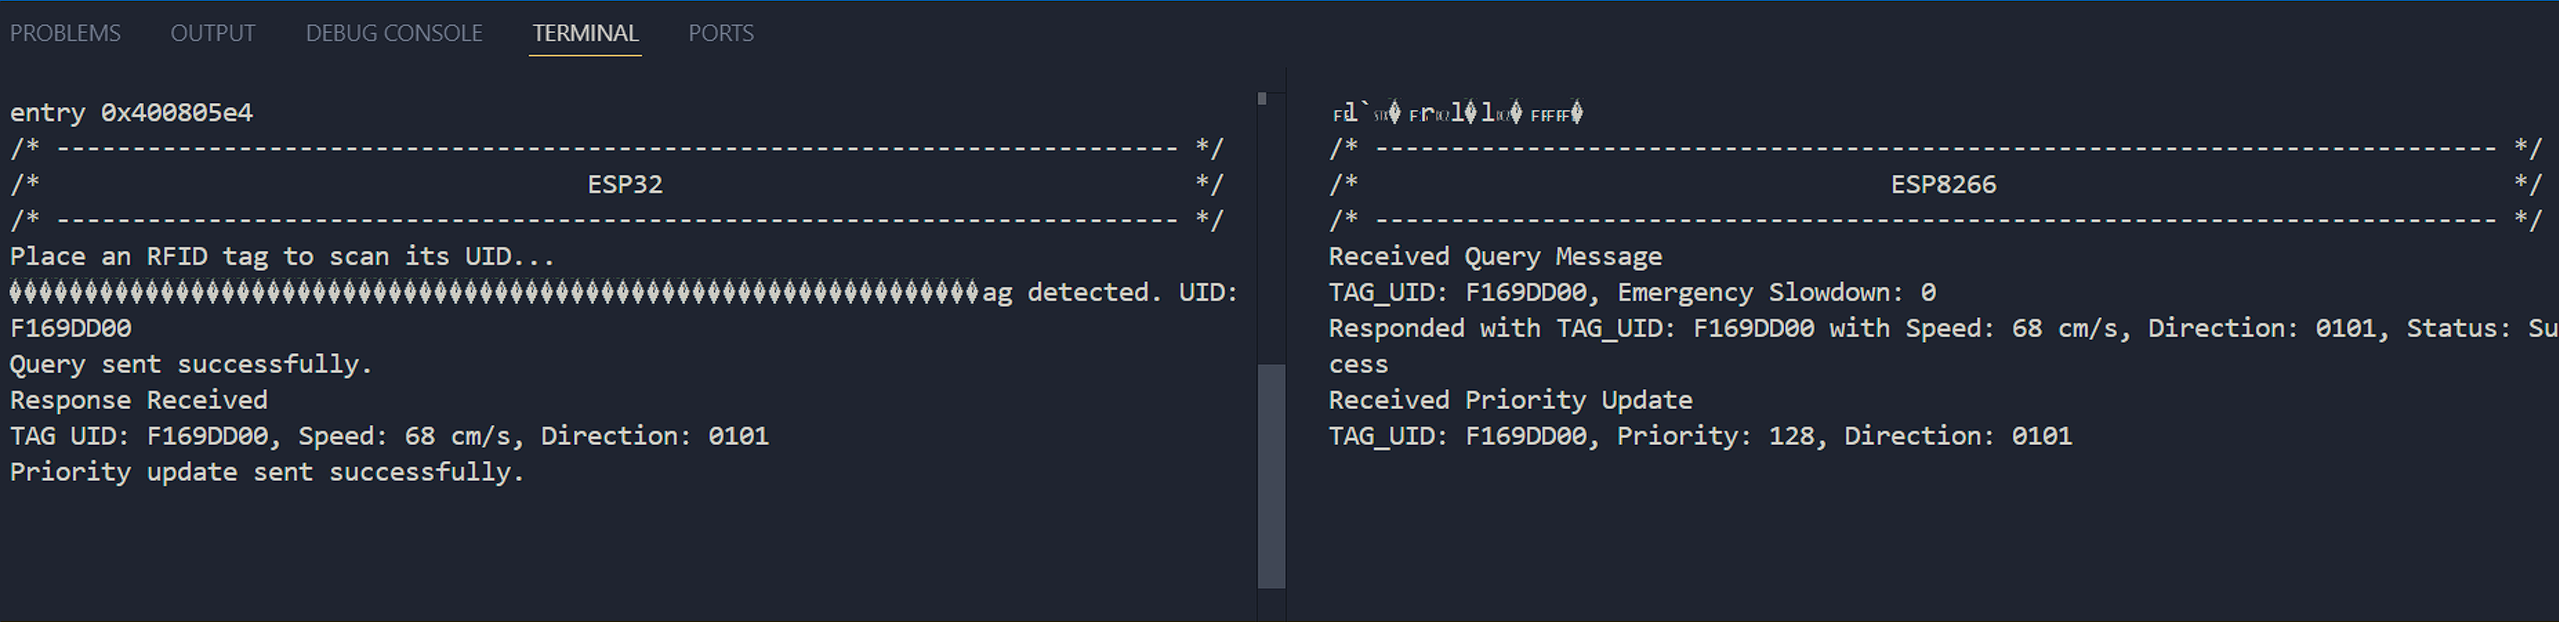 PROBLEMS OUTPUT DEBUG CONSOLE TERMINAL PORTS
entry 0x400805e4
/* -------------------------------------------------------------------------- */
/* ESP32 */
/* -------------------------------------------------------------------------- */
Place an RFID tag to scan its UID...
ag detected. UID:
F169DD00
Query sent successfully.
Response Received
TAG UID: F169DD00, Speed: 68 cm/s, Direction: 0101
Priority update sent successfully.
/* -------------------------------------------------------------------------- */
/* ESP8266 */
/* -------------------------------------------------------------------------- */
Received Query Message
TAG_UID: F169DD00, Emergency Slowdown: 0
Responded with TAG_UID: F169DD00 with Speed: 68 cm/s, Direction: 0101, Status: Su
cess
Received Priority Update
TAG_UID: F169DD00, Priority: 128, Direction: 0101